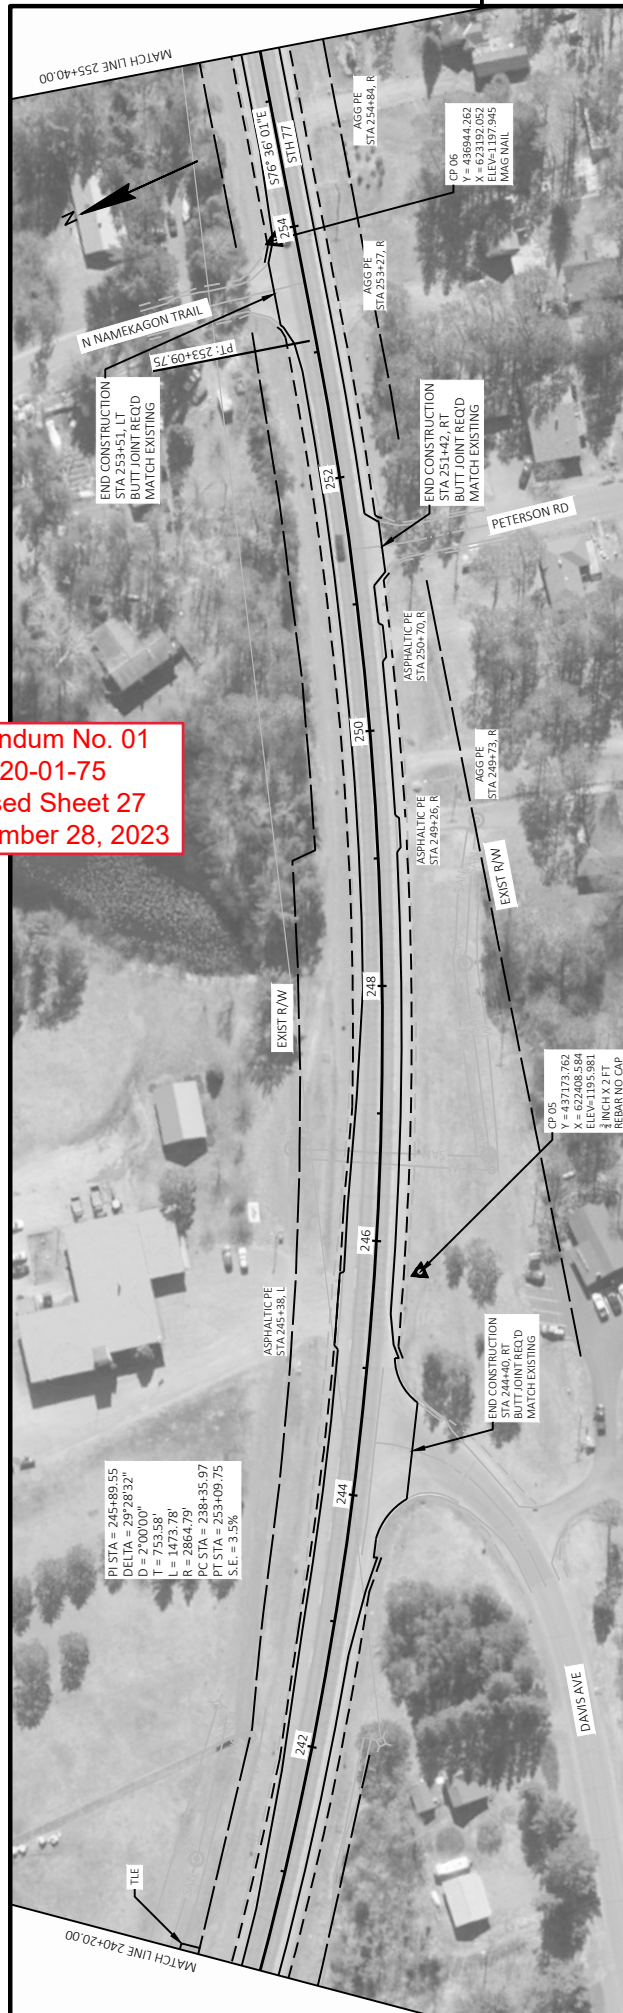 MATCH LINE 255+40.00
S76° 36' 01"E
STH 77
AGG PE
STA 254+84, R
CP 06
Y = 436944.262
X = 623192.052
ELEV=1197.945
MAG NAIL
N
254
N NAMEKAGON TRAIL
PT: 253+09.75
AGG PE
STA 253+27, R
END CONSTRUCTION
STA 253+51, LT
BUTT JOINT REQ'D
MATCH EXISTING
252
END CONSTRUCTION
STA 251+42, RT
BUTT JOINT REQ'D
MATCH EXISTING
PETERSON RD
ASPHALTIC PE
STA 250+70, R
250
ndum No. 01
20-01-75
sed Sheet 27
mber 28, 2023
AGG PE
STA 249+73, R
ASPHALTIC PE
STA 249+26, R
EXIST R/W
248
EXIST R/W
CP 05
Y = 437173.762
X = 622408.584
ELEV=1195.981
3/4 INCH X 2 FT
REBAR NO CAP
246
ASPHALTIC PE
STA 245+38, L
END CONSTRUCTION
STA 244+40, RT
BUTT JOINT REQ'D
MATCH EXISTING
PI STA = 245+89.55
DELTA = 29°28'32"
D = 2°00'00"
T = 753.58'
L = 1473.78'
R = 2864.79'
PC STA = 238+35.97
PT STA = 253+09.75
S.E. = 3.5%
244
DAVIS AVE
242
TLE
MATCH LINE 240+20.00